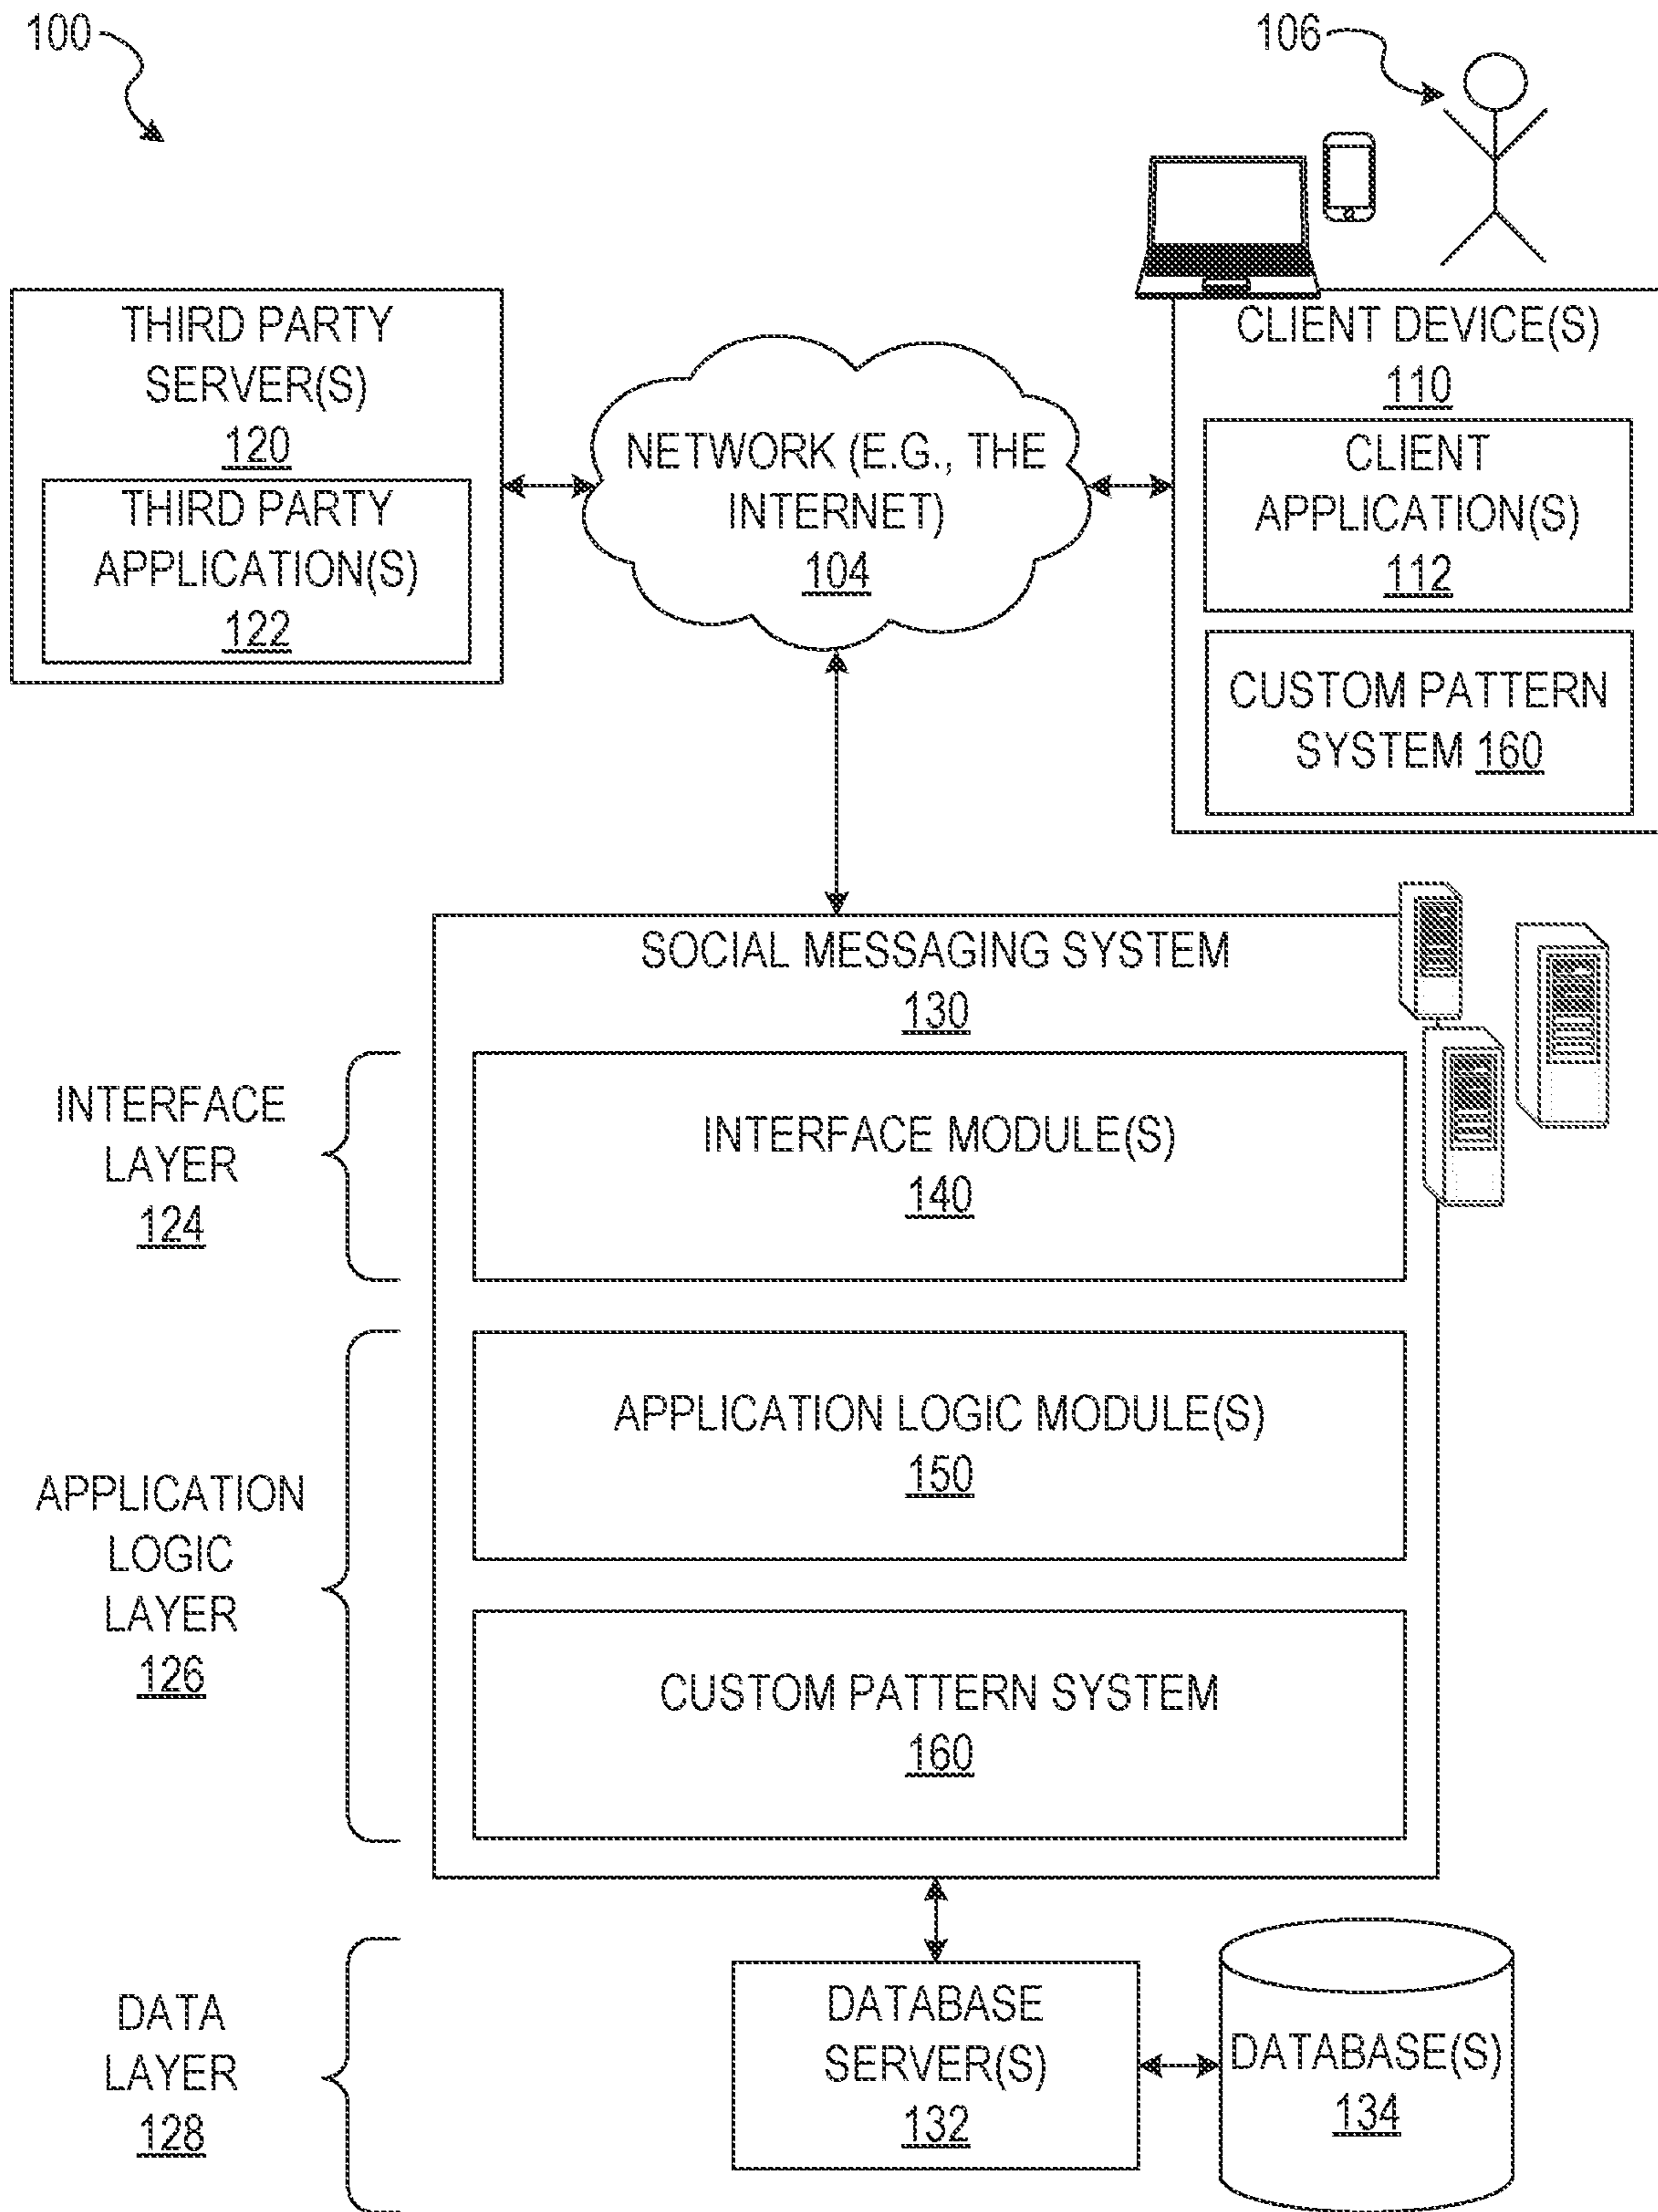 100
106
THIRD PARTY
SERVER(S)
120
THIRD PARTY
APPLICATION(S)
122
NETWORK (E.G., THE
INTERNET)
104
CLIENT DEVICE(S)
110
CLIENT
APPLICATION(S)
112
CUSTOM PATTERN
SYSTEM 160
SOCIAL MESSAGING SYSTEM
130
INTERFACE
LAYER
124
INTERFACE MODULE(S)
140
APPLICATION
LOGIC
LAYER
126
APPLICATION LOGIC MODULE(S)
150
CUSTOM PATTERN SYSTEM
160
DATA
LAYER
128
DATABASE
SERVER(S)
132
DATABASE(S)
134